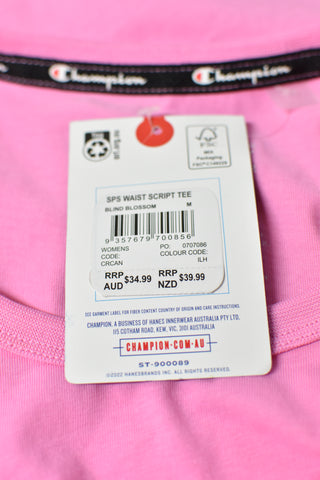 Champion Champion Champion
MIX
Packaging
SPS WAIST SCRIPT TEE
BLIND BLOSSOM M
9 357679 700856
WOMENS PO: 0707086
CODE: COLOUR CODE:
CRCAN ILH
RRP AUD $34.99 RRP NZD $39.99
SEE GARMENT LABEL FOR FIBER CONTENT COUNTRY OF ORIGIN AND CARE INSTRUCTIONS.
CHAMPION, A BUSINESS OF HANES INNERWEAR AUSTRALIA PTY LTD.
115 COTHAM ROAD, KEW, VIC, 3101 AUSTRALIA
CHAMPION.COM.AU
ST-900089
©2022 HANESBRANDS INC. ALL RIGHTS RESERVED.